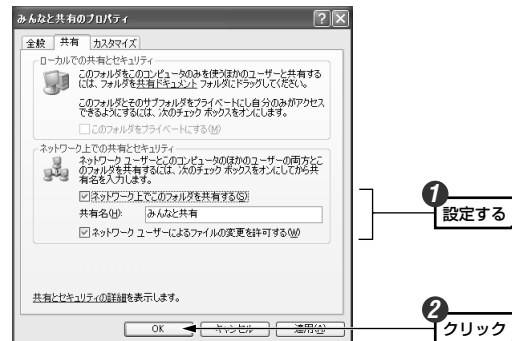 みんなと共有のプロパティ
全般 共有 カスタマイズ
ローカルでの共有とセキュリティ
このフォルダをこのコンピュータのみを使うほかのユーザーと共有する
には、フォルダを共有ドキュメント フォルダにドラッグしてください。
このフォルダとそのサブフォルダをプライベートにし自分のみがアクセス
できるようにするには、次のチェック ボックスをオンにします。
このフォルダをプライベートにする(M)
ネットワーク上での共有とセキュリティ
ネットワーク ユーザーとこのコンピュータのほかのユーザーの両方とこ
のフォルダを共有するには、次のチェック ボックスをオンにしてから共
有名を入力します。
ネットワーク上でこのフォルダを共有する(S)
共有名(H): みんなと共有
ネットワーク ユーザーによるファイルの変更を許可する(W)
1
設定する
共有とセキュリティの詳細を表示します。
OK キャンセル 適用(A)
2
クリック